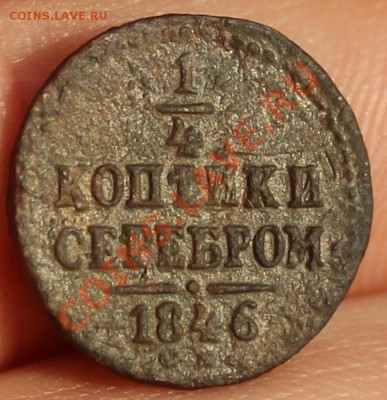 COINS.LAVE.RU
1
4
КОПѢЙКИ
СЕРЕБРОМ
1846
COINS.LAVE.RU